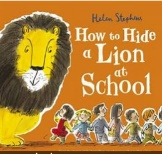 Helen Stephens
How to Hide
a Lion
at
School